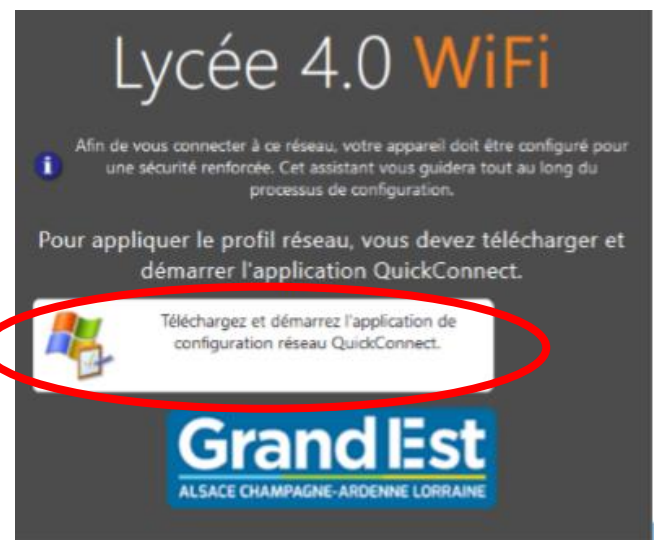 Lycée 4.0 WiFi
Afin de vous connecter à ce réseau, votre appareil doit être configuré pour
une sécurité renforcée. Cet assistant vous guidera tout au long du
processus de configuration.
Pour appliquer le profil réseau, vous devez télécharger et
démarrer l'application QuickConnect.
Téléchargez et démarrez l'application de
configuration réseau QuickConnect.
Grand Est
ALSACE CHAMPAGNE-ARDENNE LORRAINE